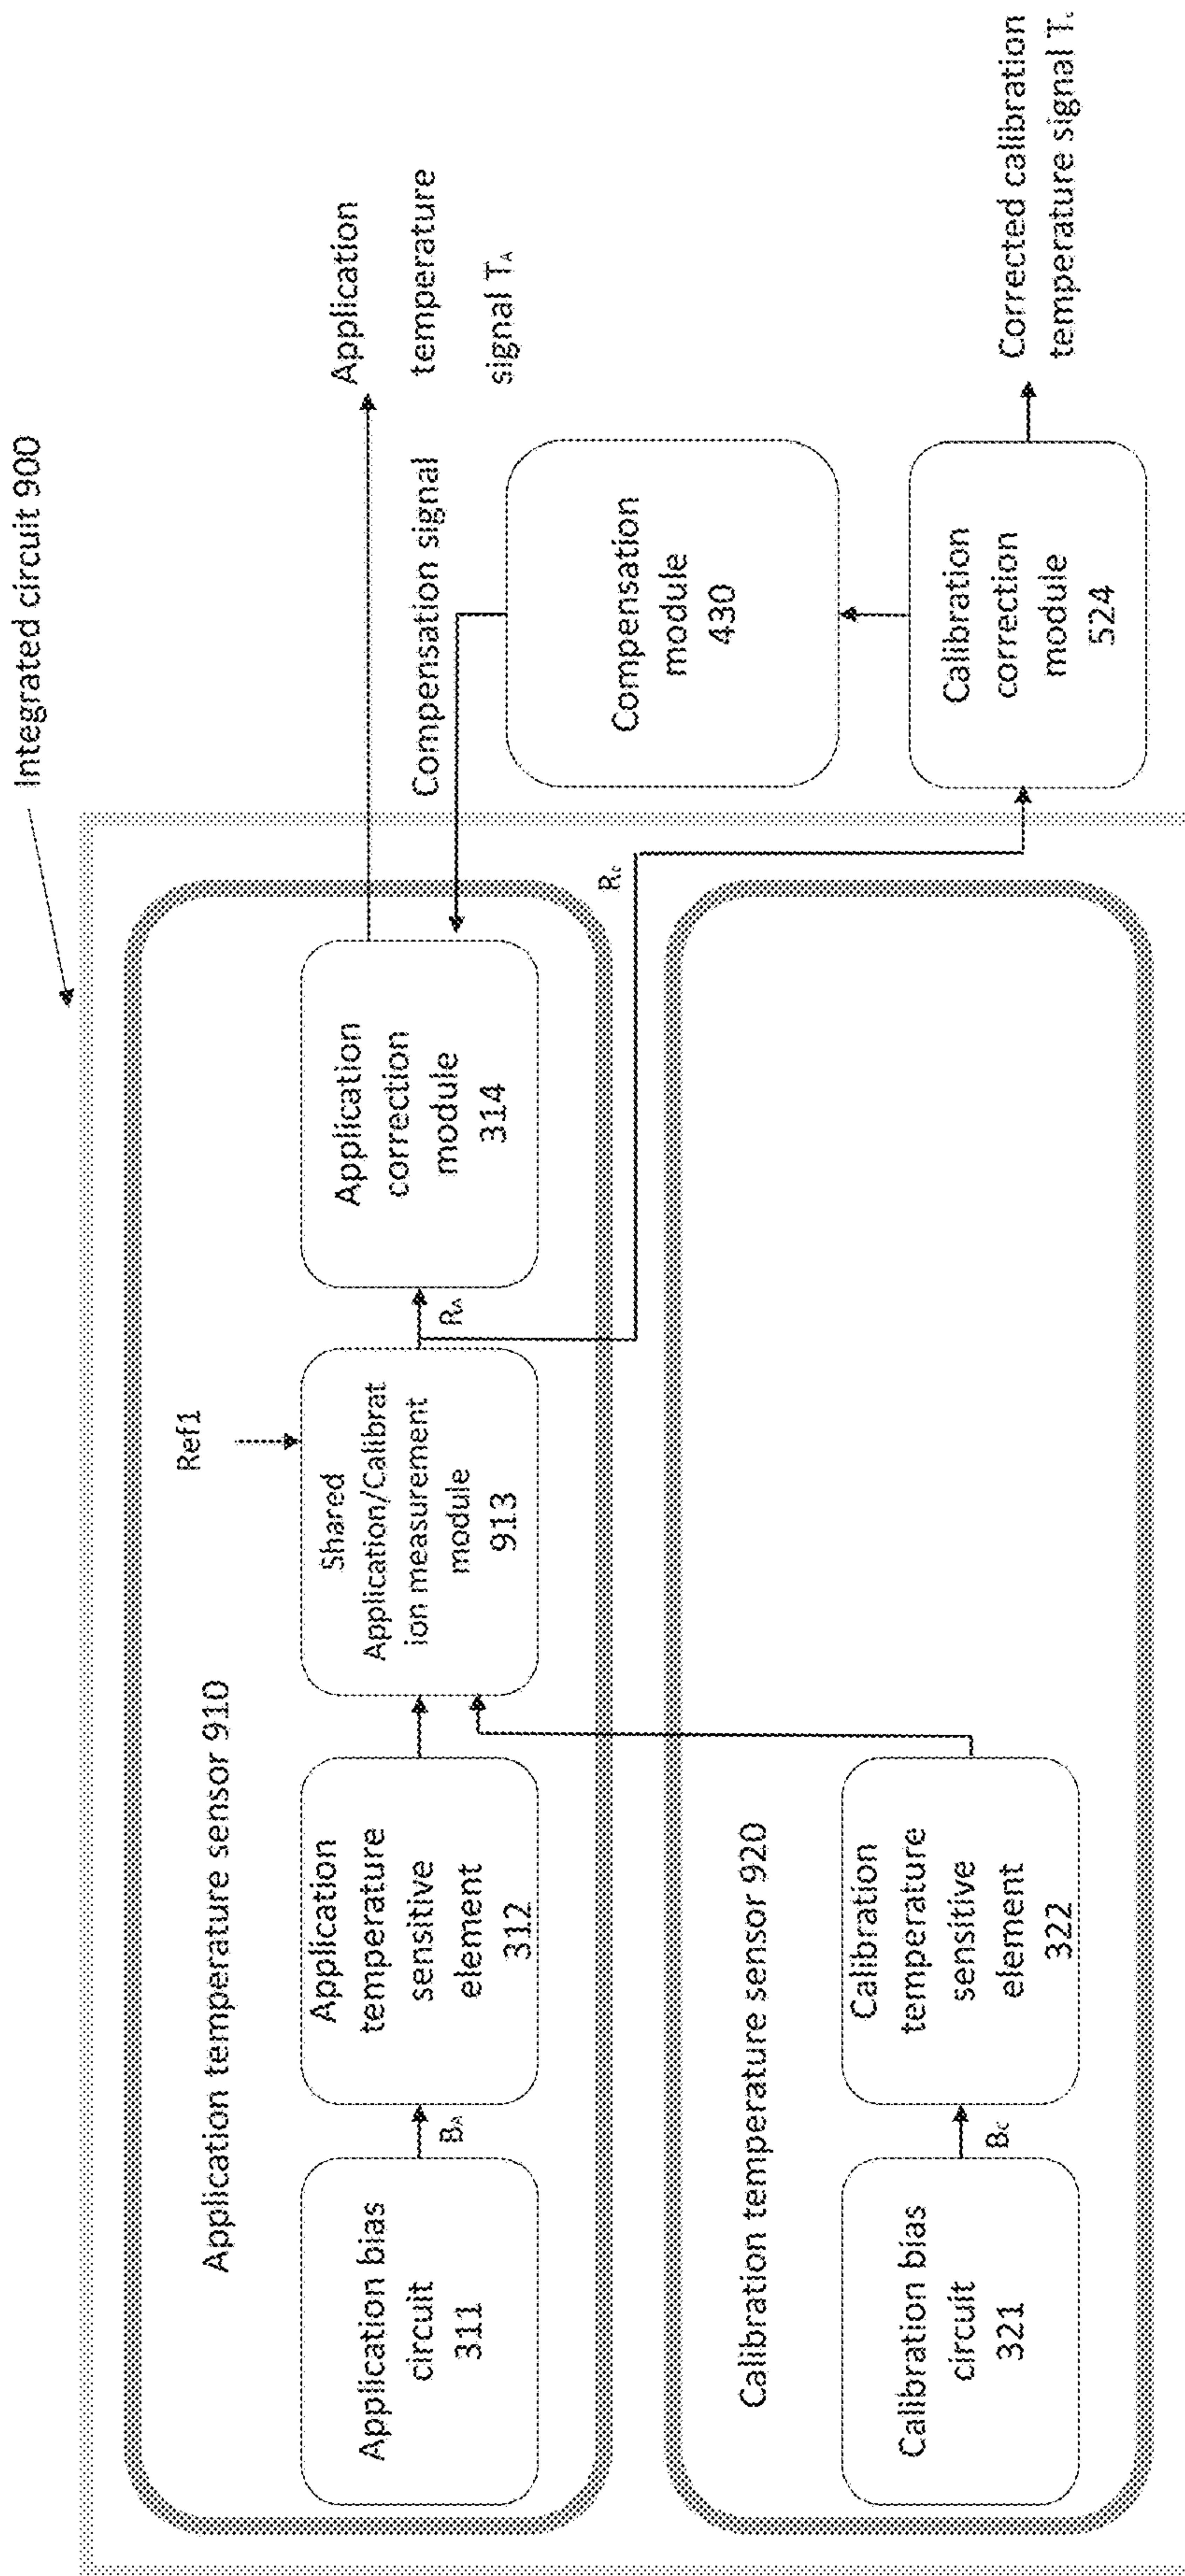 Integrated circuit 900
Application temperature sensor 910
Application bias
circuit
311
BA
Application
temperature
sensitive
element
312
Ref1
Shared
Application/Calibrat
ion measurement
module
913
RA
Application
correction
module
314
Application
temperature
signal TA
Compensation signal
Compensation
module
430
RC
Calibration temperature sensor 920
Calibration bias
circuit
321
BC
Calibration
temperature
sensitive
element
322
Calibration
correction
module
524
Corrected calibration
temperature signal T